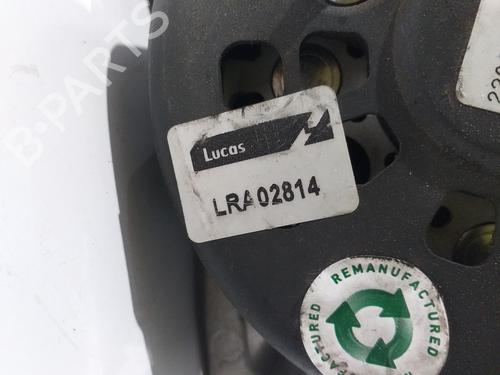 B-PARTS
Lucas
LRA02814
REMANUFACTURED